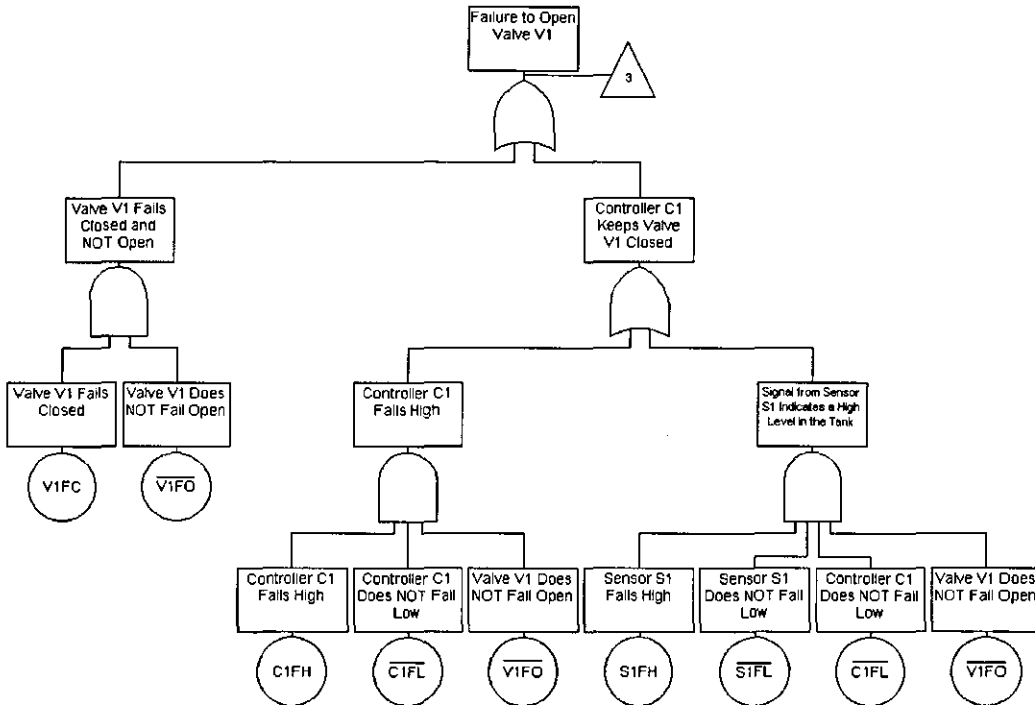 Failure to Open
Valve V1
3
Valve V1 Fails
Closed and
NOT Open
Controller C1
Keeps Valve
V1 Closed
Valve V1 Fails
Closed
Valve V1 Does
NOT Fail Open
Controller C1
Fails High
Signal from Sensor
S1 Indicates a High
Level in the Tank
V1FC
V1FO
Controller C1
Fails High
Controller C1
Does NOT Fail
Low
Valve V1 Does
NOT Fail Open
Sensor S1
Fails High
Sensor S1
Does NOT Fail
Low
Controller C1
Does NOT Fail
Low
Valve V1 Does
NOT Fail Open
C1FH
C1FL
V1FO
S1FH
S1FL
C1FL
V1FO